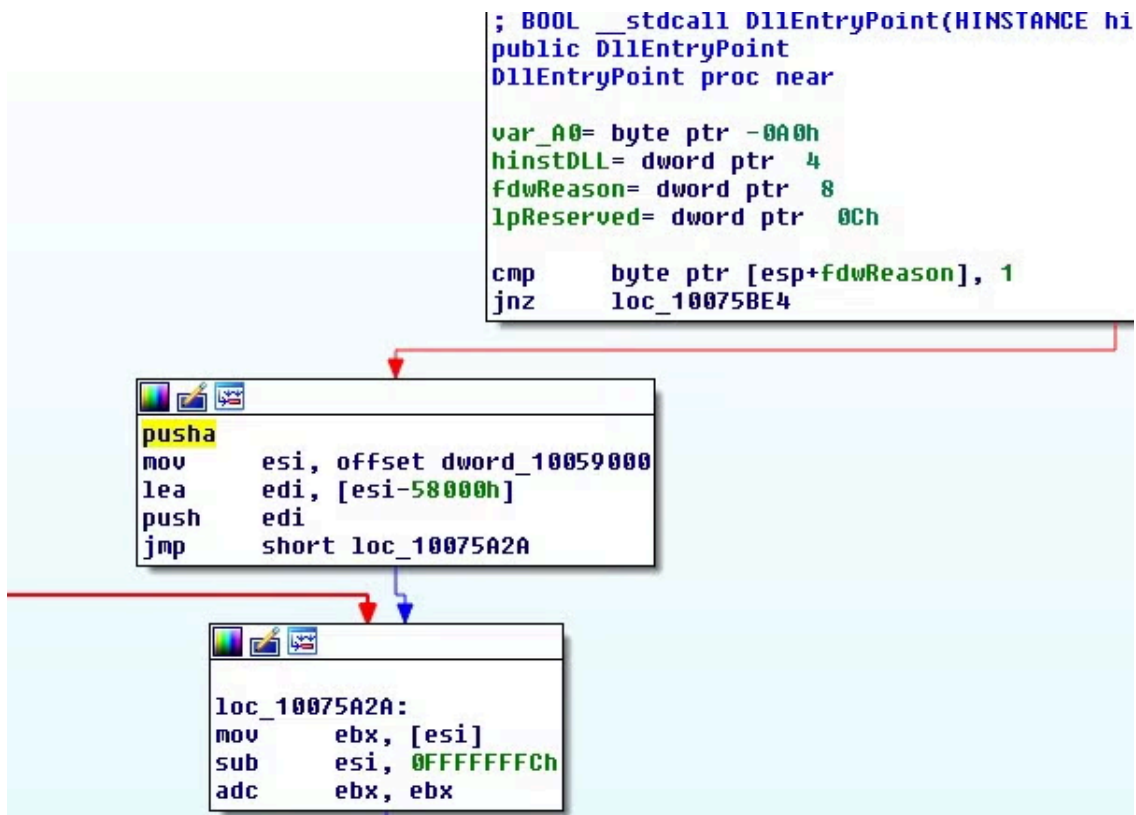 ; BOOL __stdcall DllEntryPoint(HINSTANCE hi
public DllEntryPoint
DllEntryPoint proc near
var_A0= byte ptr -0A0h
hinstDLL= dword ptr  4
fdwReason= dword ptr  8
lpReserved= dword ptr  0Ch
cmp     byte ptr [esp+fdwReason], 1
jnz     loc_10075BE4
pusha
mov     esi, offset dword_10059000
lea     edi, [esi-58000h]
push    edi
jmp     short loc_10075A2A
loc_10075A2A:
mov     ebx, [esi]
sub     esi, 0FFFFFFFCh
adc     ebx, ebx